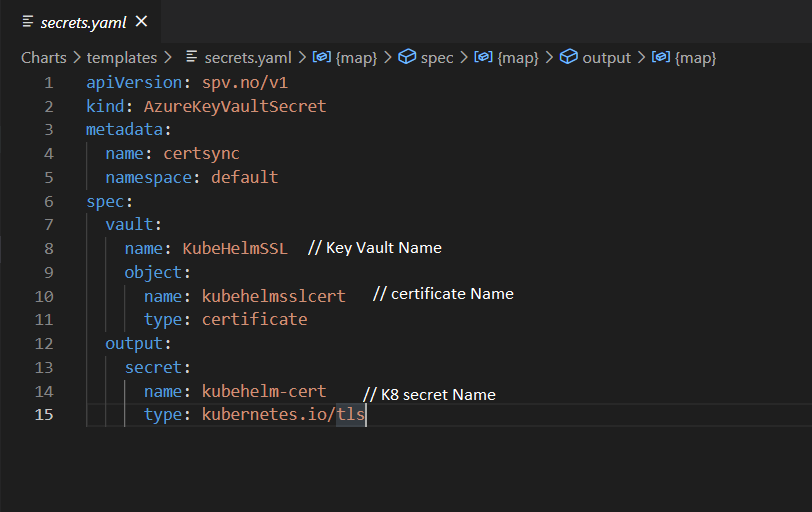 secrets.yaml
Charts > templates > secrets.yaml > {map} > spec > {map} > output > {map}
1 apiVersion: spv.no/v1
2 kind: AzureKeyVaultSecret
3 metadata:
4 name: certsync
5 namespace: default
6 spec:
7 vault:
8 name: KubeHelmSSL // Key Vault Name
9 object:
10 name: kubehelmsslcert // certificate Name
11 type: certificate
12 output:
13 secret:
14 name: kubehelm-cert // K8 secret Name
15 type: kubernetes.io/tls